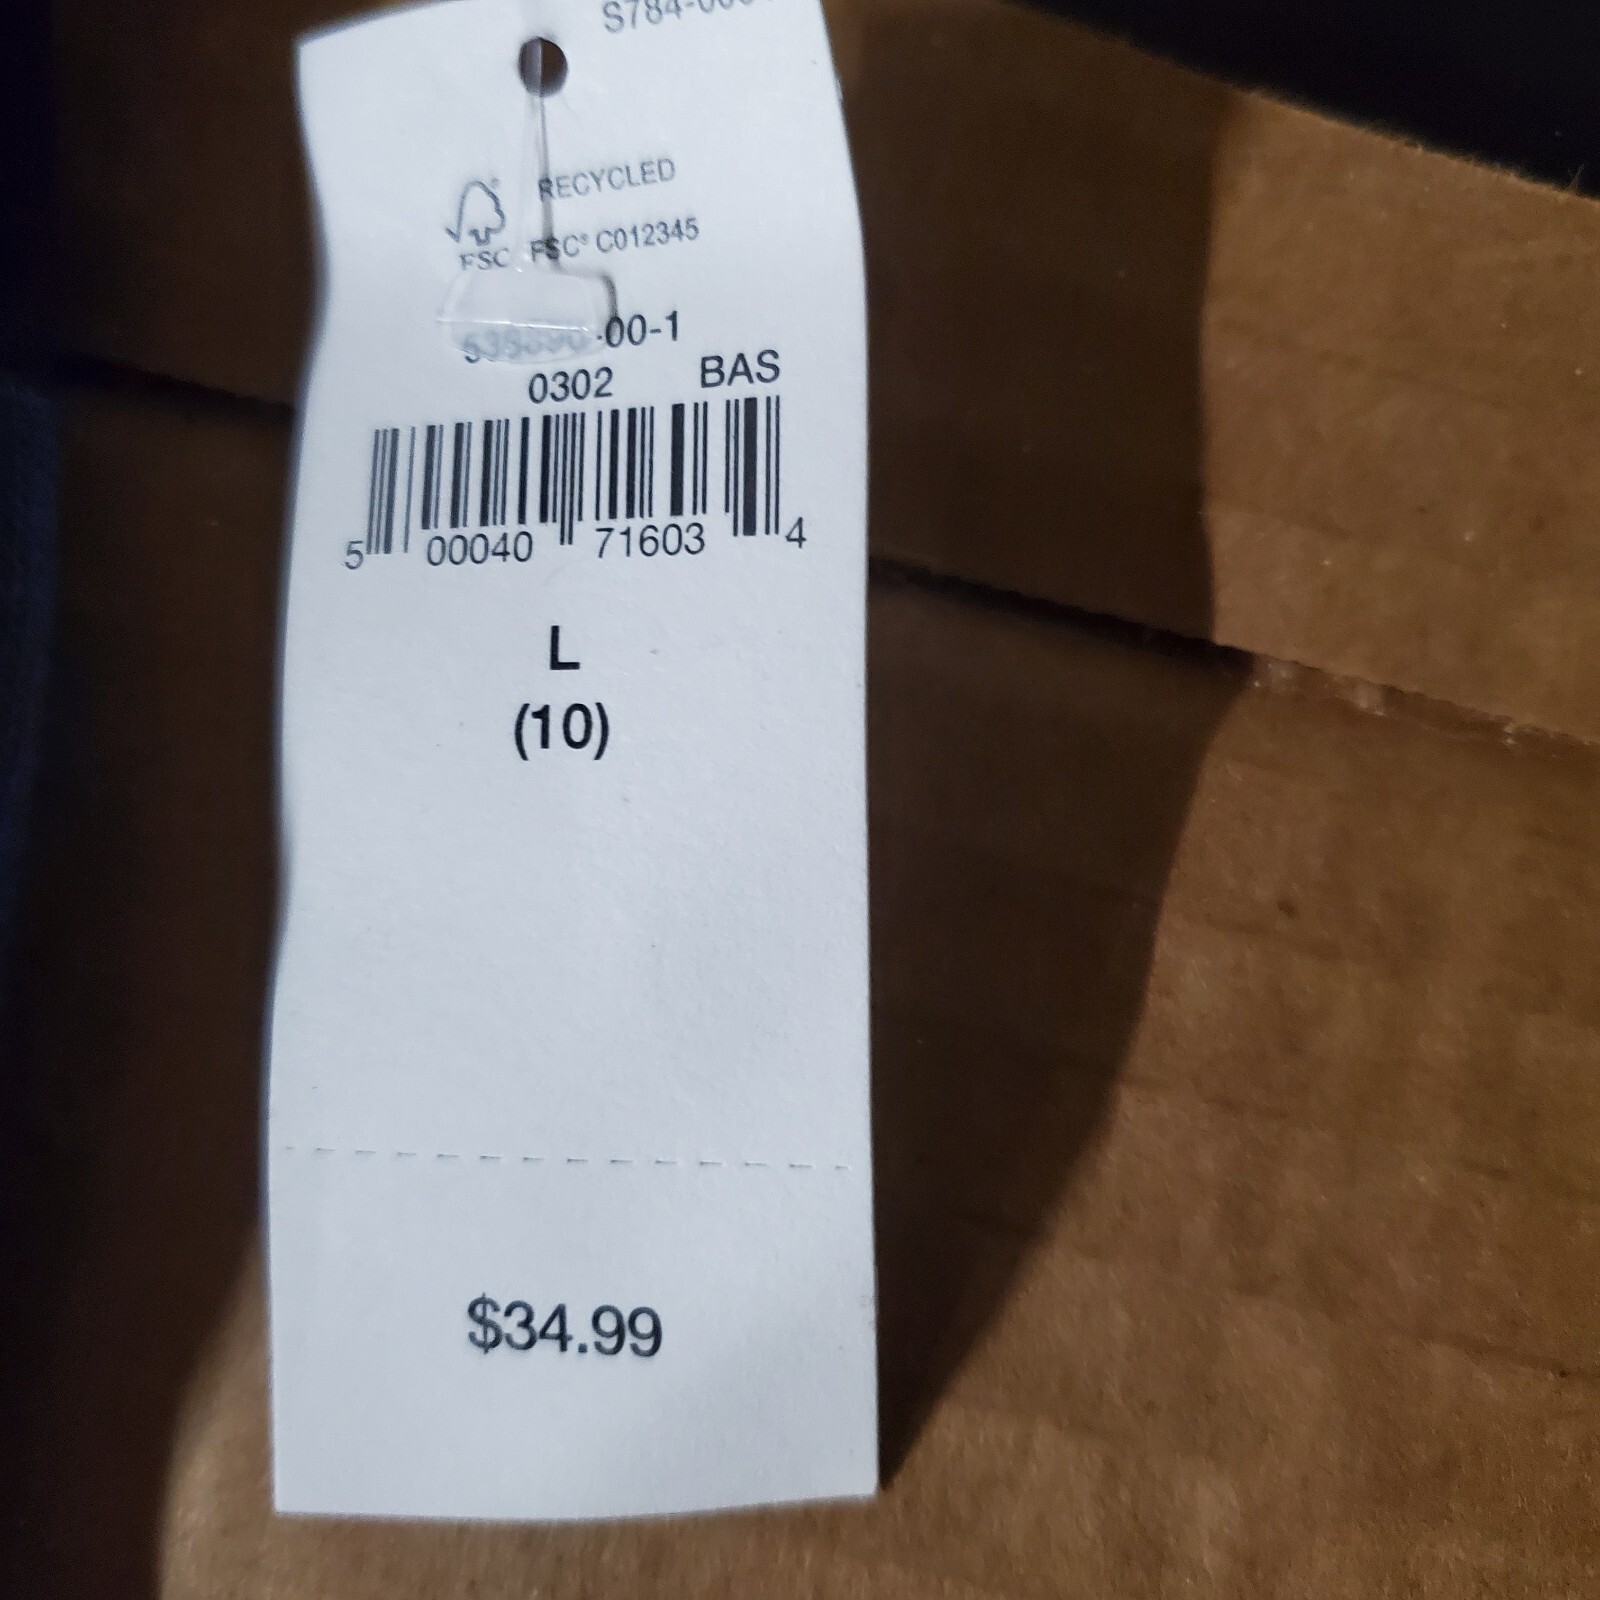 RECYCLED
FSC FSC® C012345
-00-1
0302 BAS
5 00040 71603 4
L
(10)
$34.99